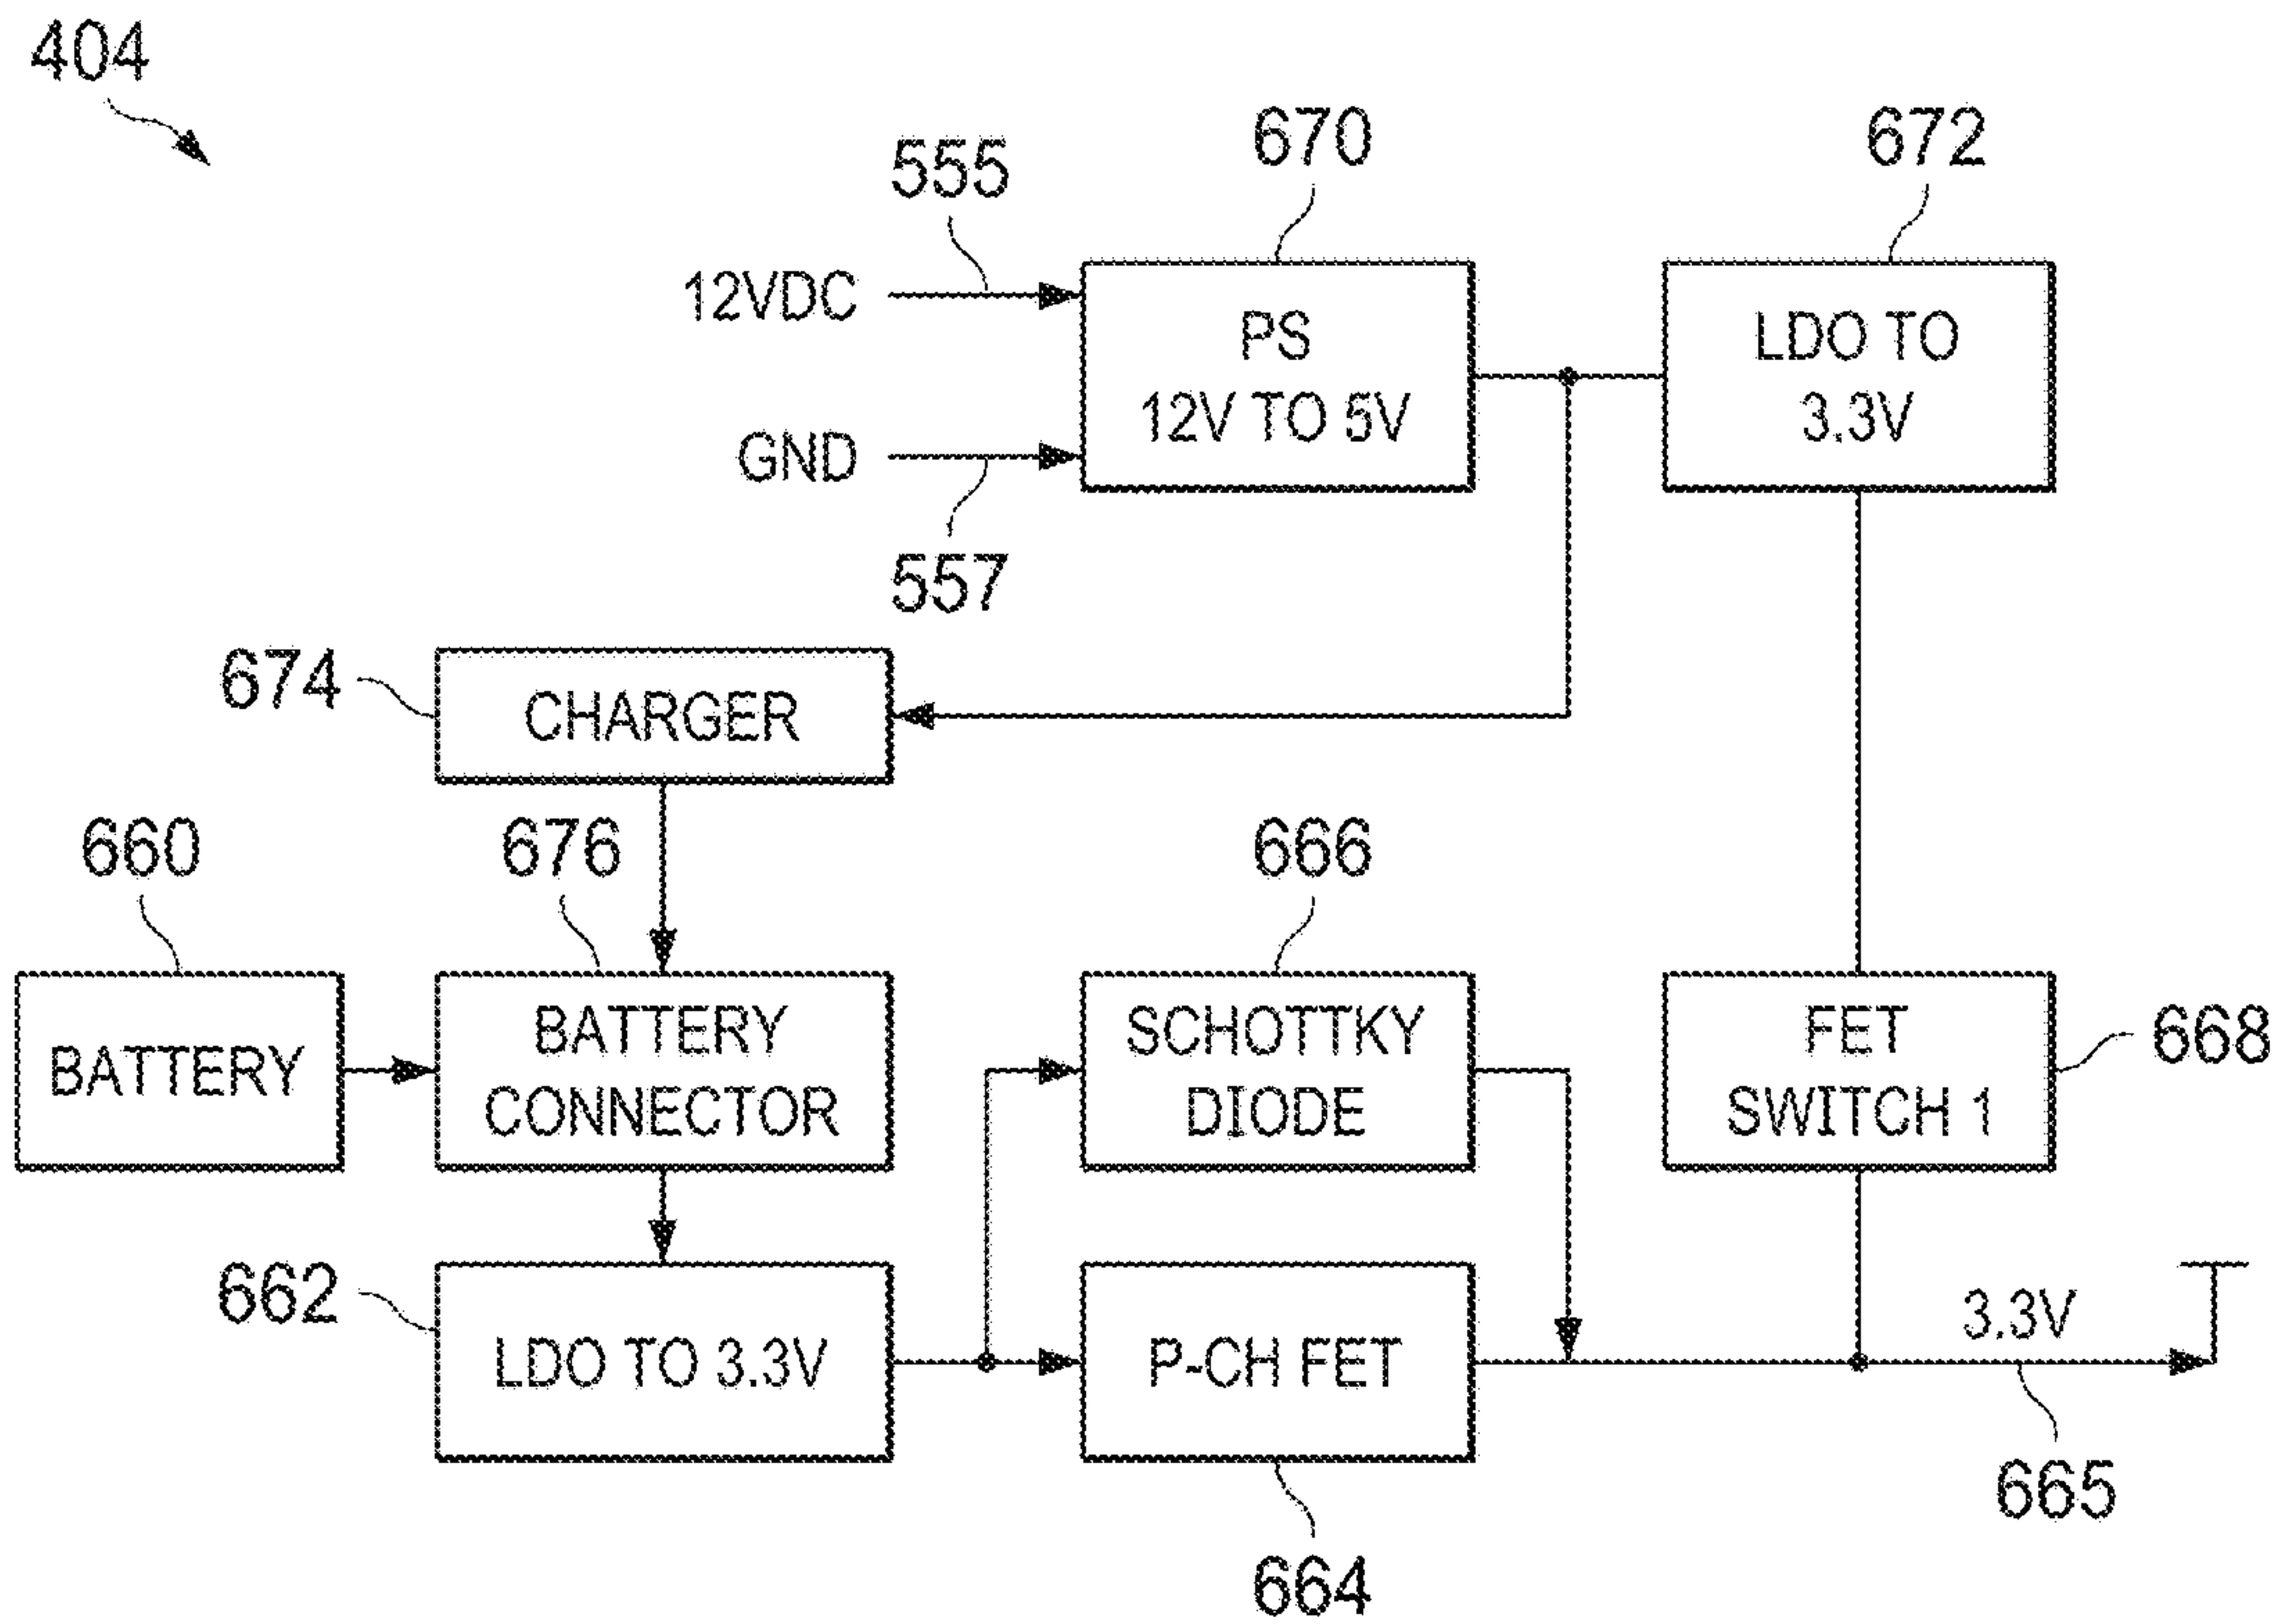 404
670
672
555
12VDC
PS
12V TO 5V
LDO TO
3.3V
GND
557
674
CHARGER
660
676
666
BATTERY
BATTERY
CONNECTOR
SCHOTTKY
DIODE
FET
SWITCH 1
668
662
LDO TO 3.3V
P-CH FET
3.3V
665
664